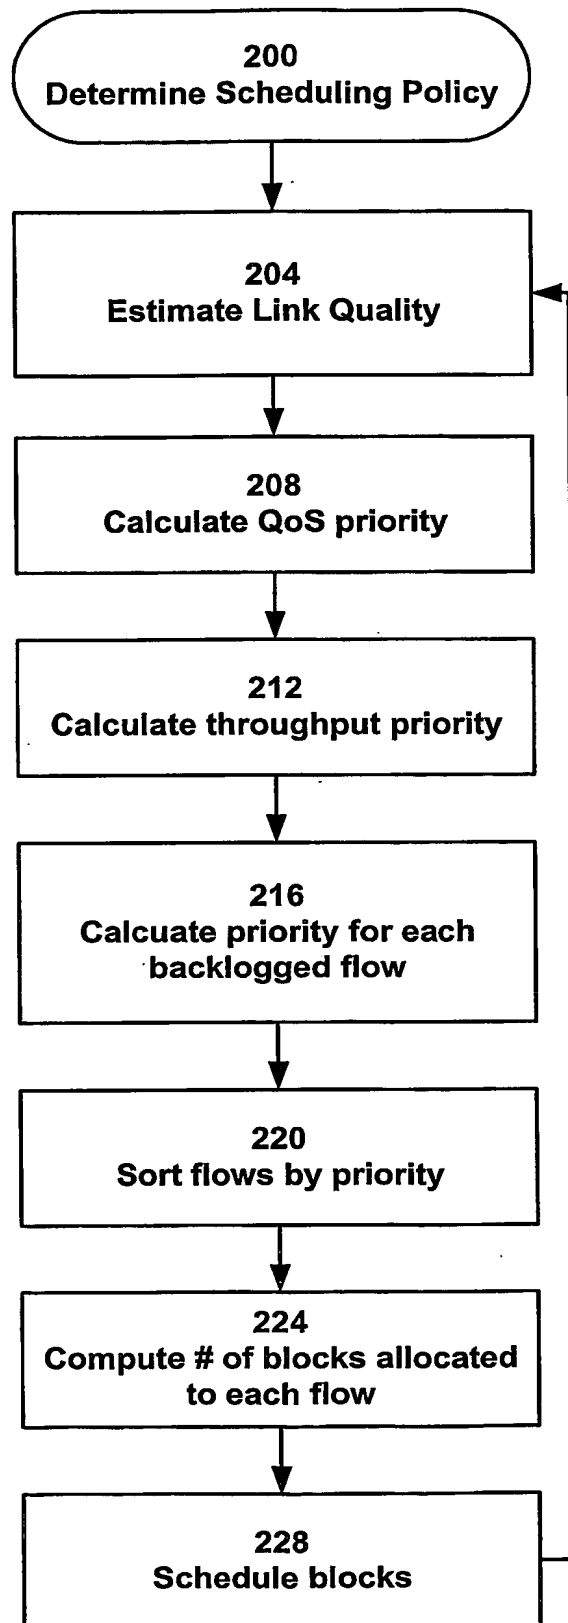 200
Determine Scheduling Policy
204
Estimate Link Quality
208
Calculate QoS priority
212
Calculate throughput priority
216
Calcuate priority for each
backlogged flow
220
Sort flows by priority
224
Compute # of blocks allocated
to each flow
228
Schedule blocks